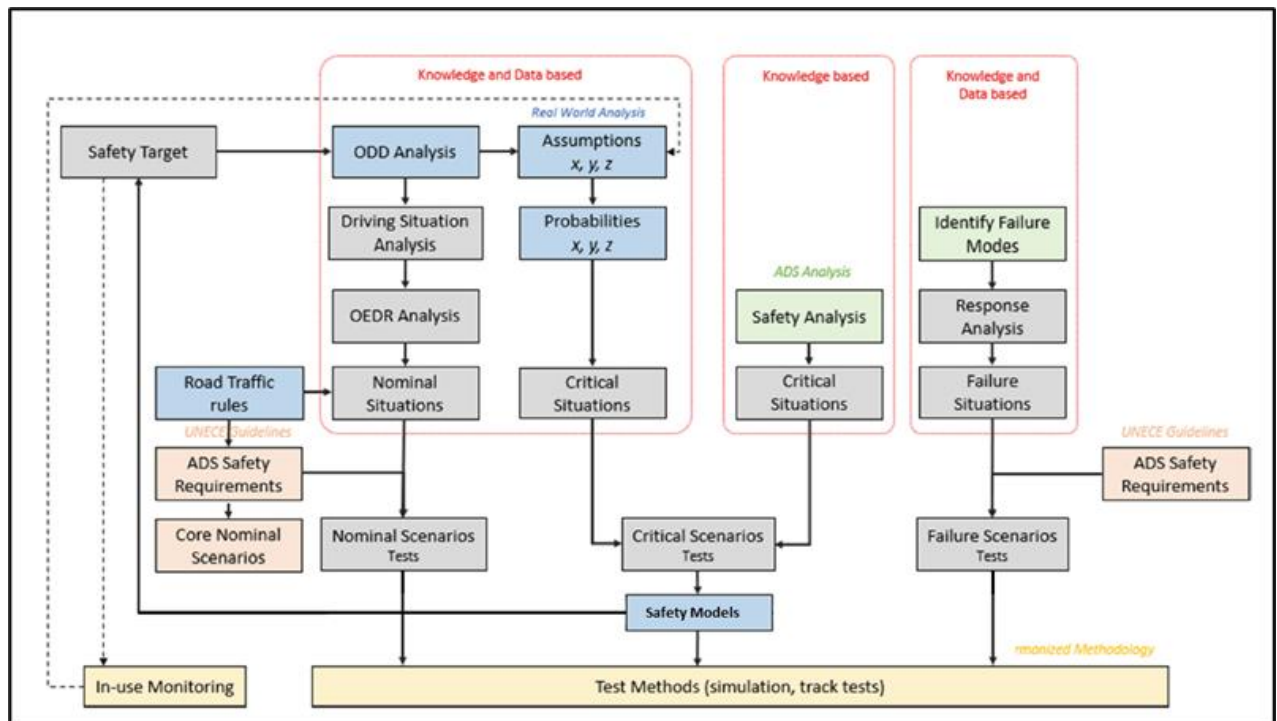 Knowledge and Data based
Knowledge based
Knowledge and
Data based
Real World Analysis
Safety Target
ODD Analysis
Assumptions
x, y, z
Driving Situation
Analysis
Probabilities
x, y, z
Identify Failure
Modes
ADS Analysis
OEDR Analysis
Safety Analysis
Response
Analysis
Road Traffic
rules
Nominal
Situations
Critical
Situations
Critical
Situations
Failure
Situations
UNECE Guidelines
UNECE Guidelines
ADS Safety
Requirements
ADS Safety
Requirements
Core Nominal
Scenarios
Nominal Scenarios
Tests
Critical Scenarios
Tests
Failure Scenarios
Tests
Safety Models
rmonized Methodology
In-use Monitoring
Test Methods (simulation, track tests)